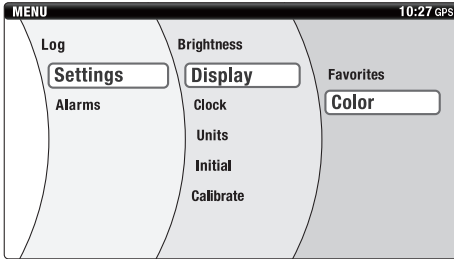 MENU 10:27 GPS
Log
Settings
Alarms
Brightness
Display
Clock
Units
Initial
Calibrate
Favorites
Color